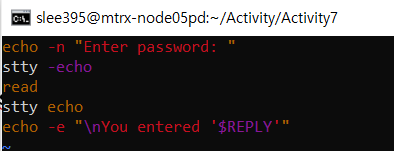 slee395@mtrx-node05pd:~/Activity/Activity7
echo -n "Enter password: "
stty -echo
read
stty echo
echo -e "\nYou entered '$REPLY'"
~